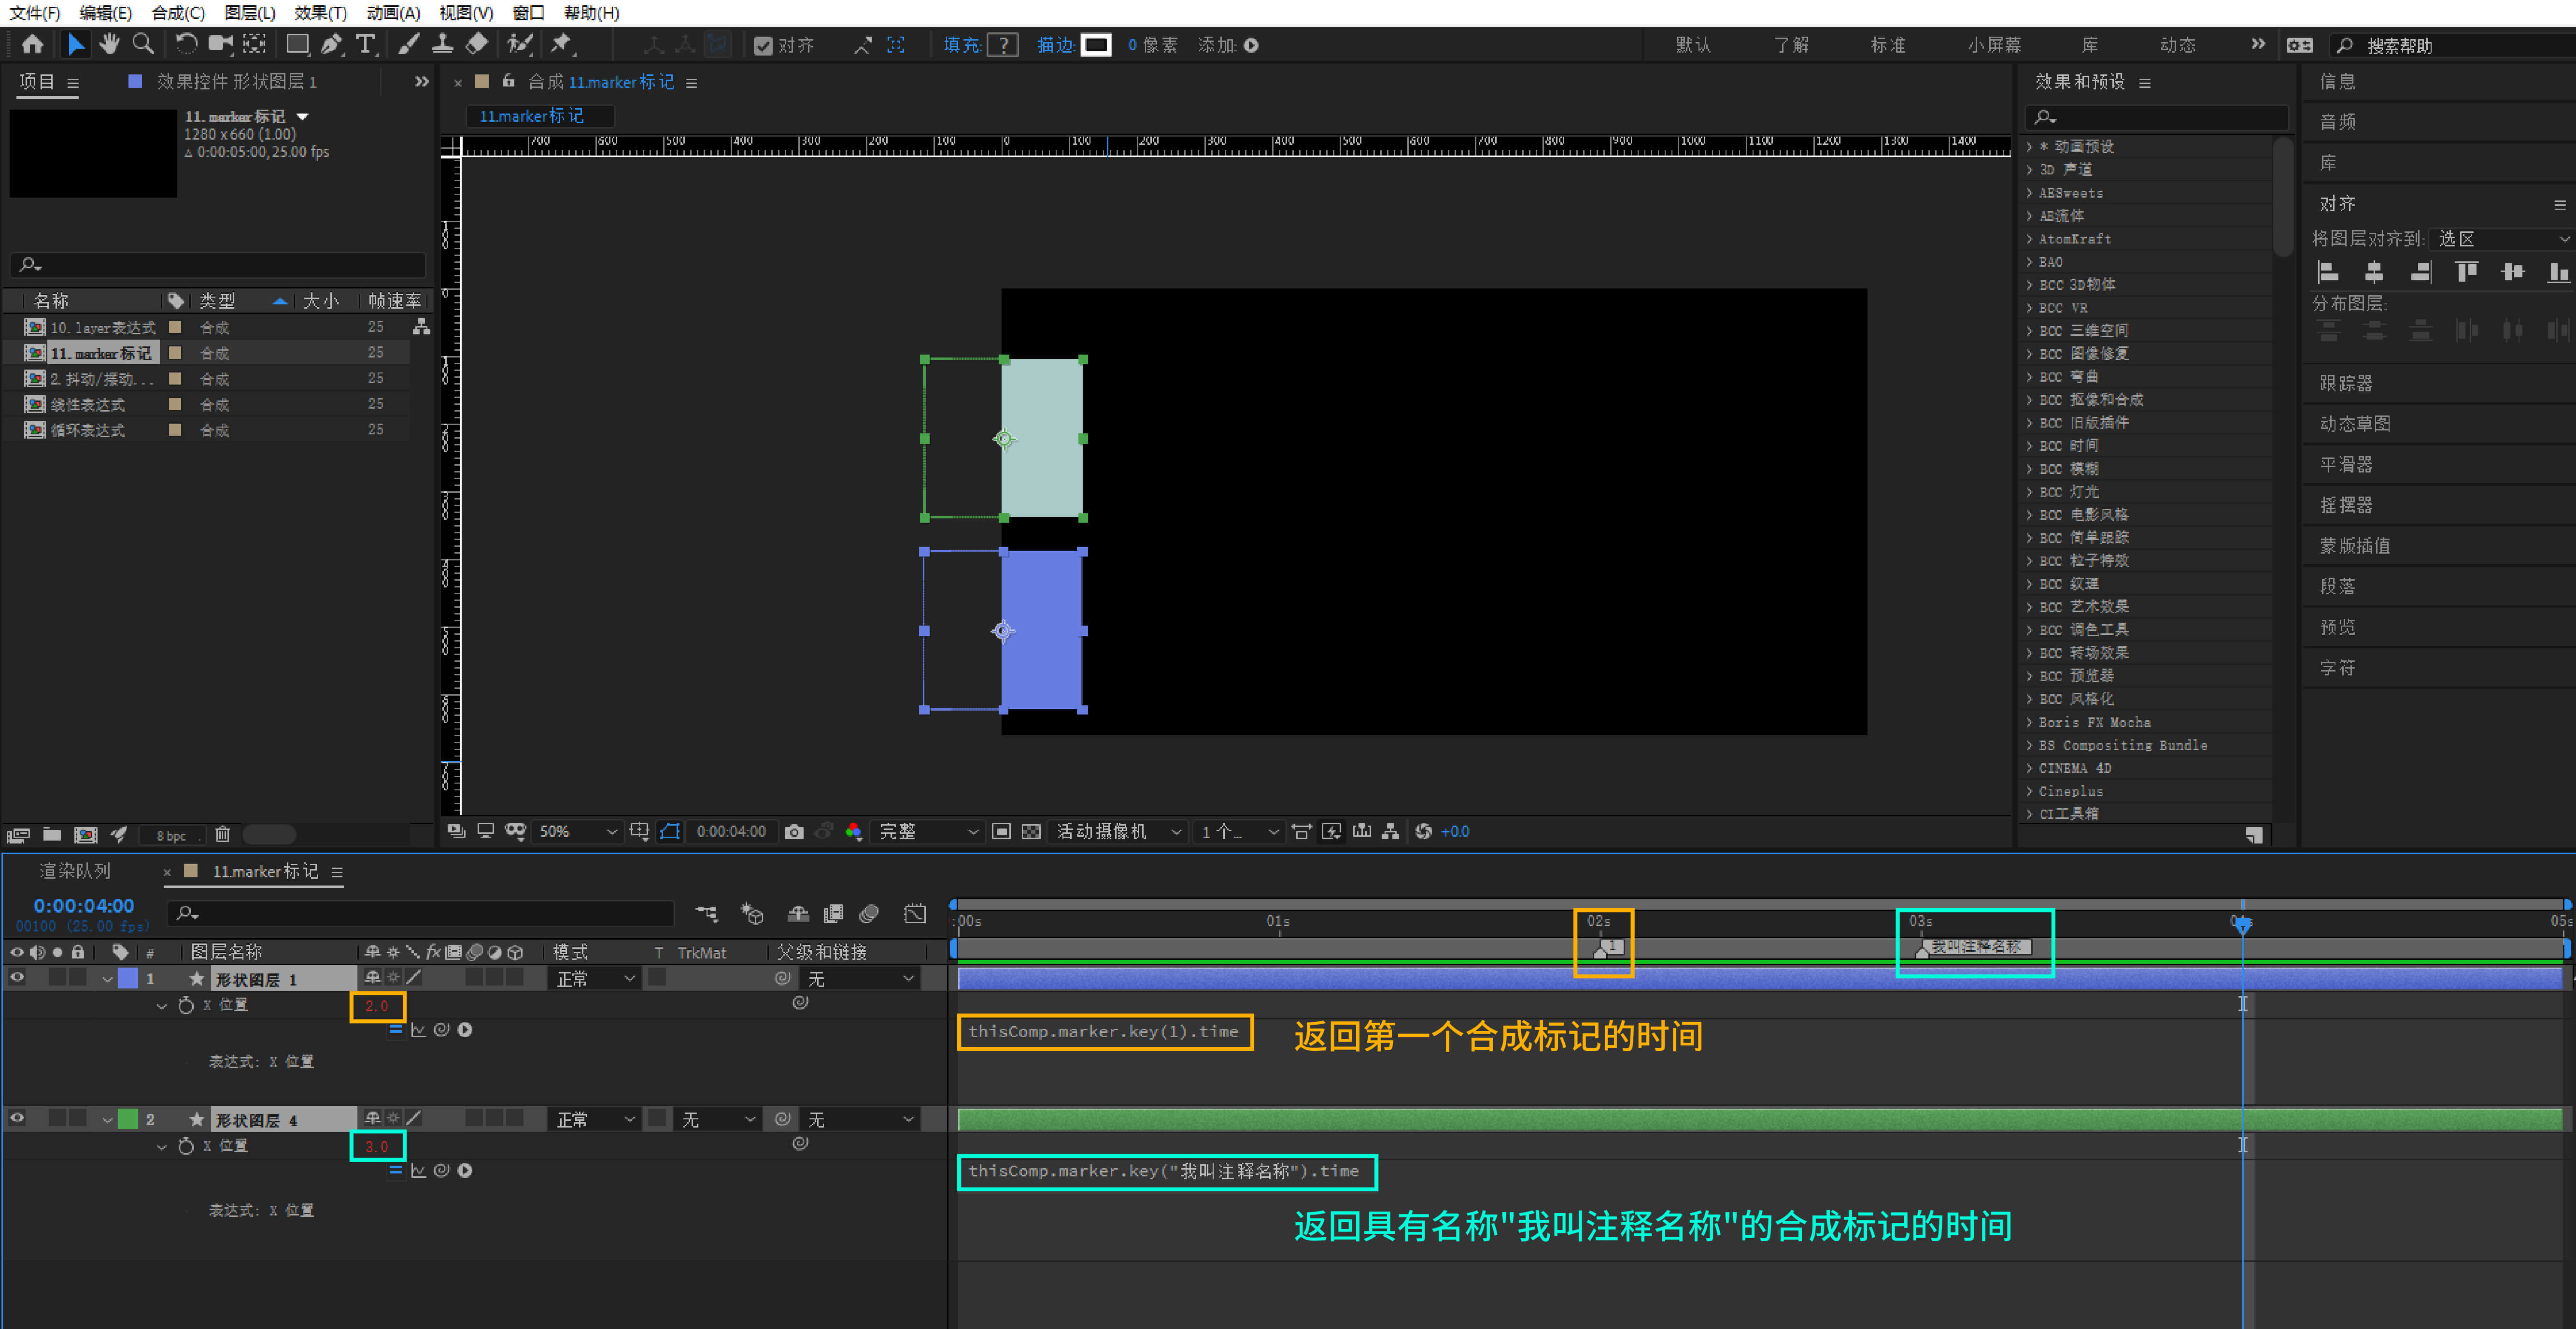 文件(F) 编辑(E) 合成(C) 图层(L) 效果(T) 动画(A) 视图(V) 窗口 帮助(H)
对齐 填充: ? 描边: 0 像素 添加: 默认 了解 标准 小屏幕 库 动态 搜索帮助
项目 效果控件 形状图层 1
11.marker标记
1280 x 660 (1.00)
Δ 0:00:05:00, 25.00 fps
名称 类型 大小 帧速率
10.layer表达式 合成 25
11.marker标记 合成 25
2.抖动/摆动... 合成 25
线性表达式 合成 25
循环表达式 合成 25
8 bpc
合成 11.marker标记
11.marker标记
700 600 500 400 300 200 100 0 100 200 300 400 500 600 700 800 900 1000 1100 1200 1300 1400
50% 0:00:04:00 完整 活动摄像机 1 个... +0.0
效果和预设
* 动画预设
3D 声道
AESweets
AE流体
AtomKraft
BAO
BCC 3D物体
BCC VR
BCC 三维空间
BCC 图像修复
BCC 弯曲
BCC 抠像和合成
BCC 旧版插件
BCC 时间
BCC 模糊
BCC 灯光
BCC 电影风格
BCC 简单跟踪
BCC 粒子特效
BCC 纹理
BCC 艺术效果
BCC 调色工具
BCC 转场效果
BCC 预览器
BCC 风格化
Boris FX Mocha
BS Compositing Bundle
CINEMA 4D
Cineplus
CI工具箱
信息
音频
库
对齐
将图层对齐到: 选区
分布图层:
跟踪器
动态草图
平滑器
摇摆器
蒙版插值
段落
预览
字符
渲染队列 11.marker标记
0:00:04:00
00100 (25.00 fps)
:00s 01s 02s 03s 04s 05s
# 图层名称 fx 模式 T TrkMat 父级和链接
1 我叫注释名称
1 形状图层 1 正常 无
X 位置 2.0
thisComp.marker.key(1).time 返回第一个合成标记的时间
表达式: X 位置
2 形状图层 4 正常 无 无
X 位置 3.0
thisComp.marker.key("我叫注释名称").time
表达式: X 位置
返回具有名称"我叫注释名称"的合成标记的时间